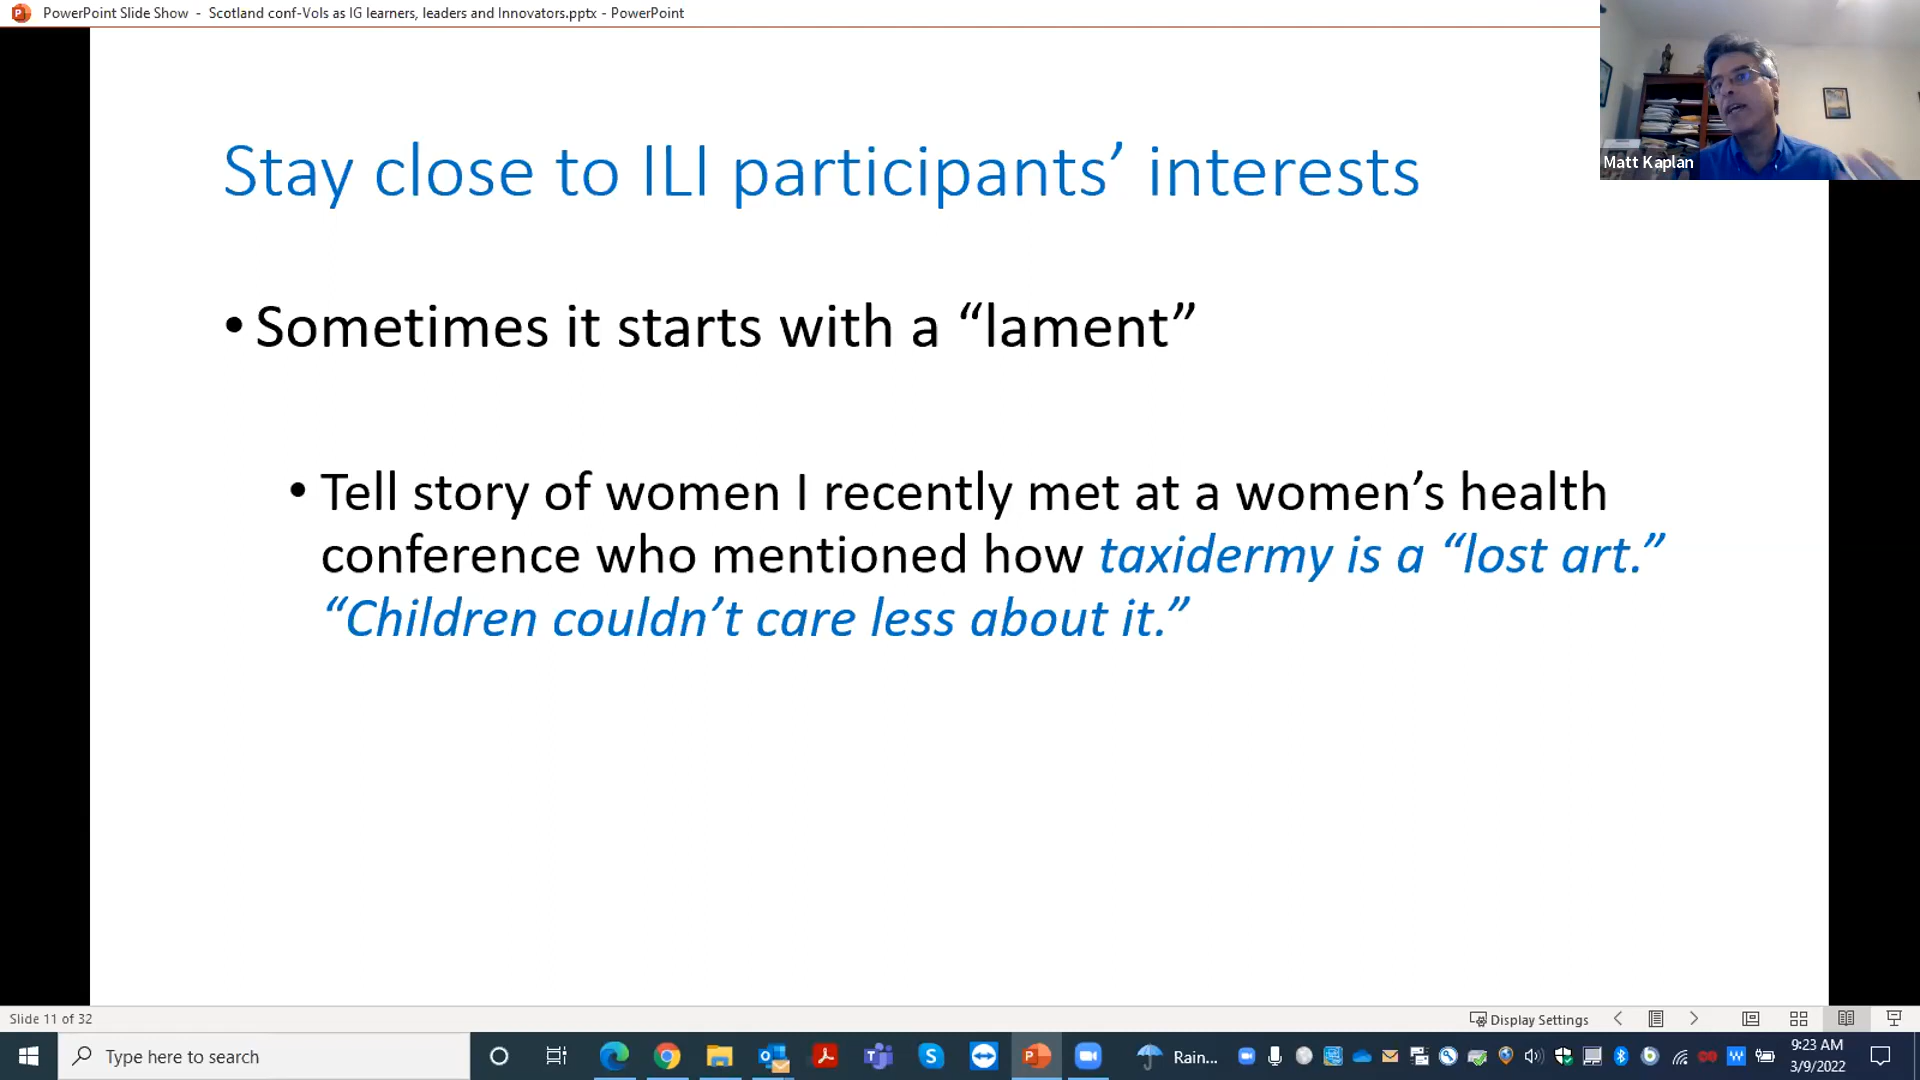 PowerPoint Slide Show - Scotland conf-Vols as IG learners, leaders and Innovators.pptx - PowerPoint
Matt Kaplan
Stay close to ILI participants’ interests
• Sometimes it starts with a “lament”
• Tell story of women I recently met at a women’s health
conference who mentioned how taxidermy is a “lost art.”
“Children couldn’t care less about it.”
Slide 11 of 32
Display Settings
Type here to search
Rain...
9:23 AM
3/9/2022